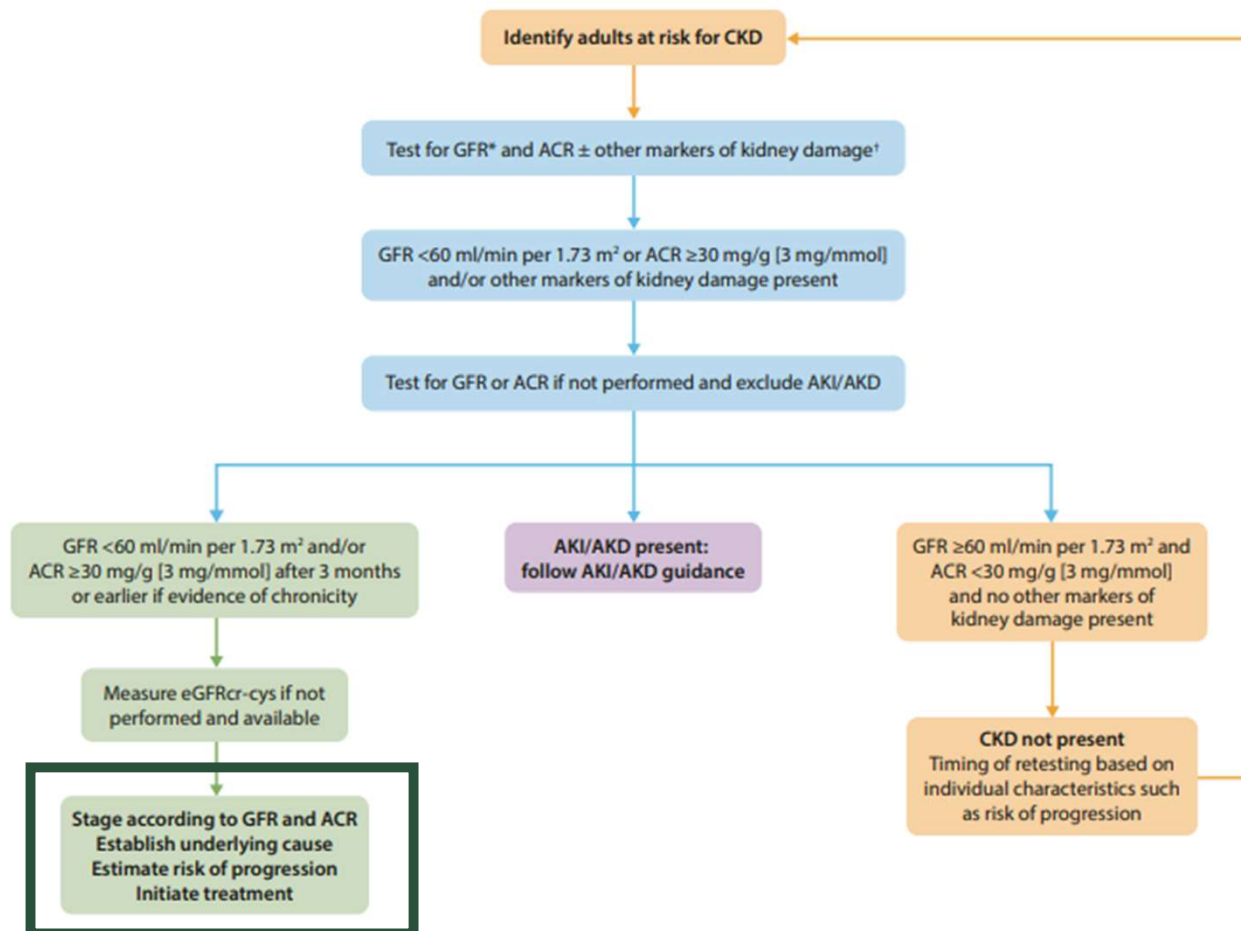 Identify adults at risk for CKD
Test for GFR* and ACR ± other markers of kidney damage†
GFR <60 ml/min per 1.73 m² or ACR ≥30 mg/g [3 mg/mmol]
and/or other markers of kidney damage present
Test for GFR or ACR if not performed and exclude AKI/AKD
GFR <60 ml/min per 1.73 m² and/or
ACR ≥30 mg/g [3 mg/mmol] after 3 months
or earlier if evidence of chronicity
AKI/AKD present:
follow AKI/AKD guidance
GFR ≥60 ml/min per 1.73 m² and
ACR <30 mg/g [3 mg/mmol]
and no other markers of
kidney damage present
Measure eGFRcr-cys if not
performed and available
CKD not present
Timing of retesting based on
individual characteristics such
as risk of progression
Stage according to GFR and ACR
Establish underlying cause
Estimate risk of progression
Initiate treatment